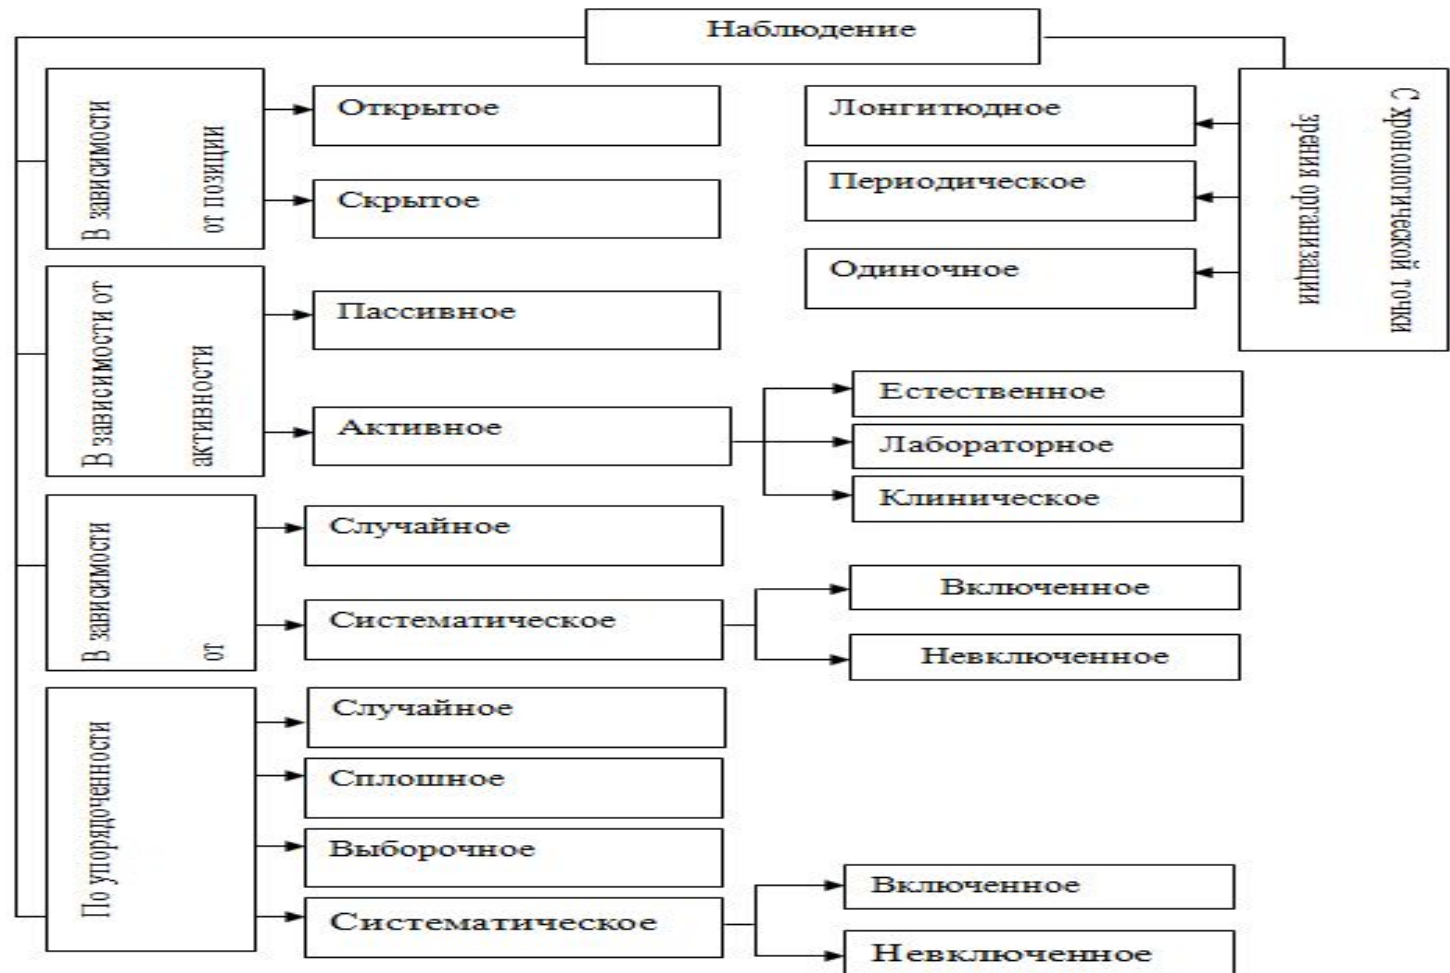 Наблюдение
В зависимости
от позиции
Открытое
Скрытое
Лонгитюдное
Периодическое
Одиночное
С хронологической точки
зрения организации
В зависимости от
активности
Пассивное
Активное
Естественное
Лабораторное
Клиническое
В зависимости
от
Случайное
Систематическое
Включенное
Невключенное
По упорядоченности
Случайное
Сплошное
Выборочное
Систематическое
Включенное
Невключенное